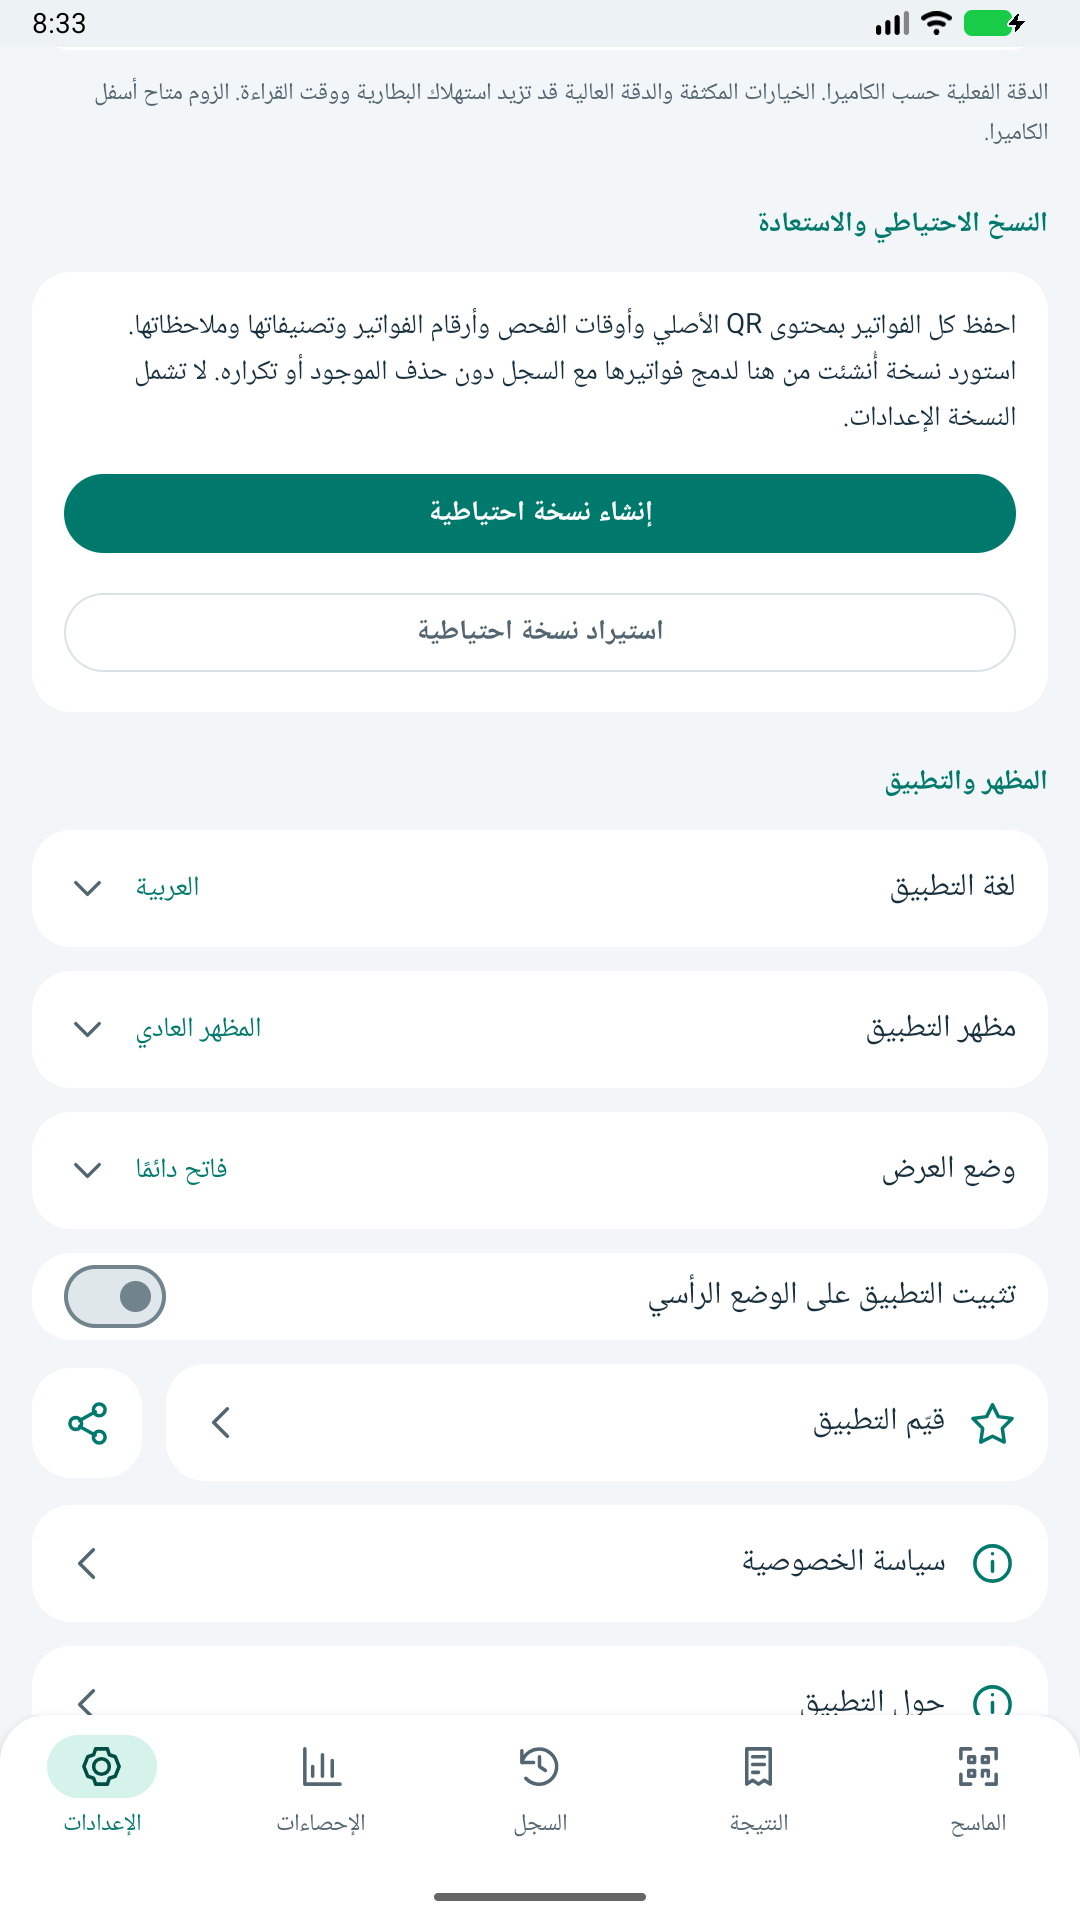 8:33
الدقة الفعلية حسب الكاميرا. الخيارات المكثفة والدقة العالية قد تزيد استهلاك البطارية ووقت القراءة. الزوم متاح أسفل
الكاميرا.
النسخ الاحتياطي والاستعادة
احفظ كل الفواتير بمحتوى QR الأصلي وأوقات الفحص وأرقام الفواتير وتصنيفاتها وملاحظاتها.
استورد نسخة أُنشئت من هنا لدمج فواتيرها مع السجل دون حذف الموجود أو تكراره. لا تشمل
النسخة الإعدادات.
إنشاء نسخة احتياطية
استيراد نسخة احتياطية
المظهر والتطبيق
لغة التطبيق
العربية
مظهر التطبيق
المظهر العادي
وضع العرض
فاتح دائمًا
تثبيت التطبيق على الوضع الرأسي
قيّم التطبيق
سياسة الخصوصية
حول التطبيق
الماسح
النتيجة
السجل
الإحصاءات
الإعدادات